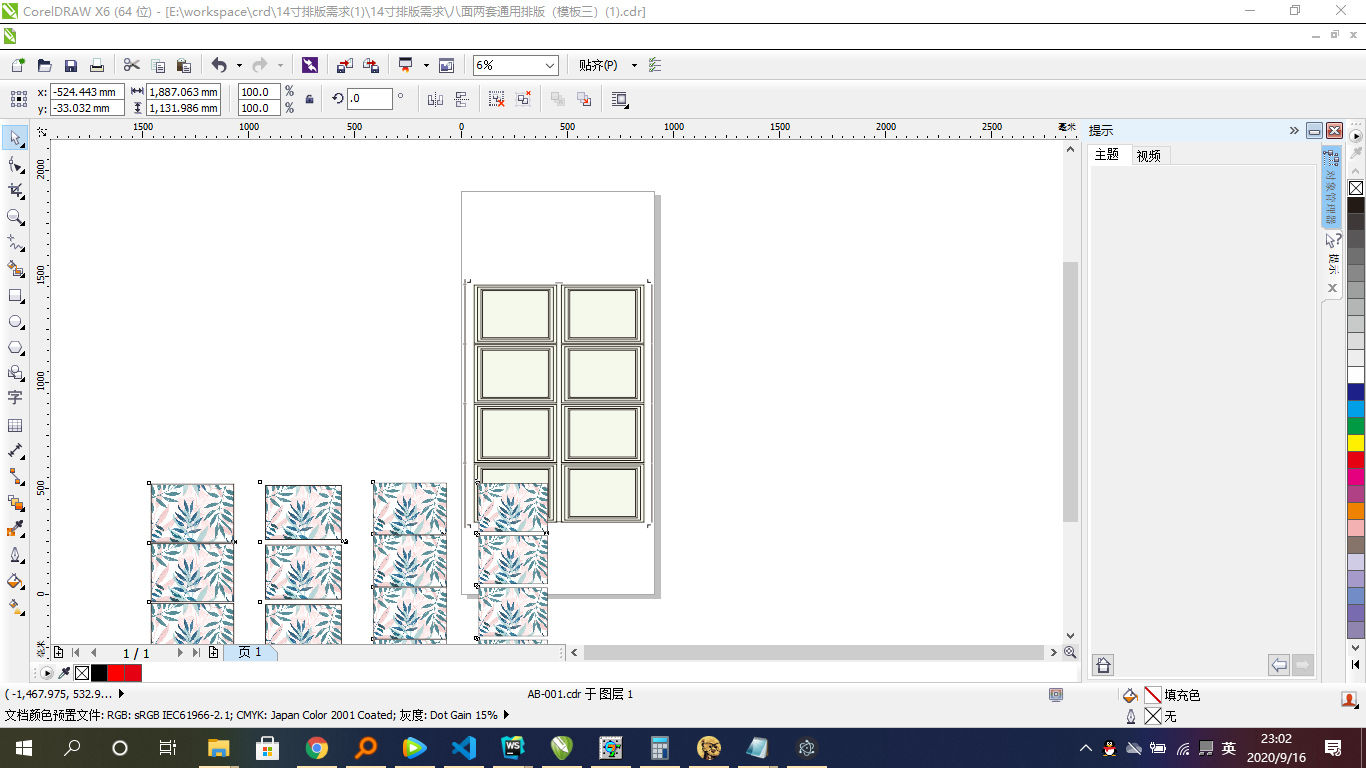 CorelDRAW X6 (64 位) - [E:\workspace\crd\14寸排版需求(1)\14寸排版需求\八面两套通用排版（模板三）(1).cdr]
6% 贴齐(P)
x: -524.443 mm 1,887.063 mm 100.0 % .0 °
y: -33.032 mm 1,131.986 mm 100.0 %
1500 1000 500 0 500 1000 1500 2000 2500 毫米
2000
1500
1000
500
0
提示
主题 视频
对象管理器
提示
字
1 / 1 页 1
( -1,467.975, 532.9... AB-001.cdr 于 图层 1 填充色
文档颜色预置文件: RGB: sRGB IEC61966-2.1; CMYK: Japan Color 2001 Coated; 灰度: Dot Gain 15% 无
WS
英 23:02
2020/9/16